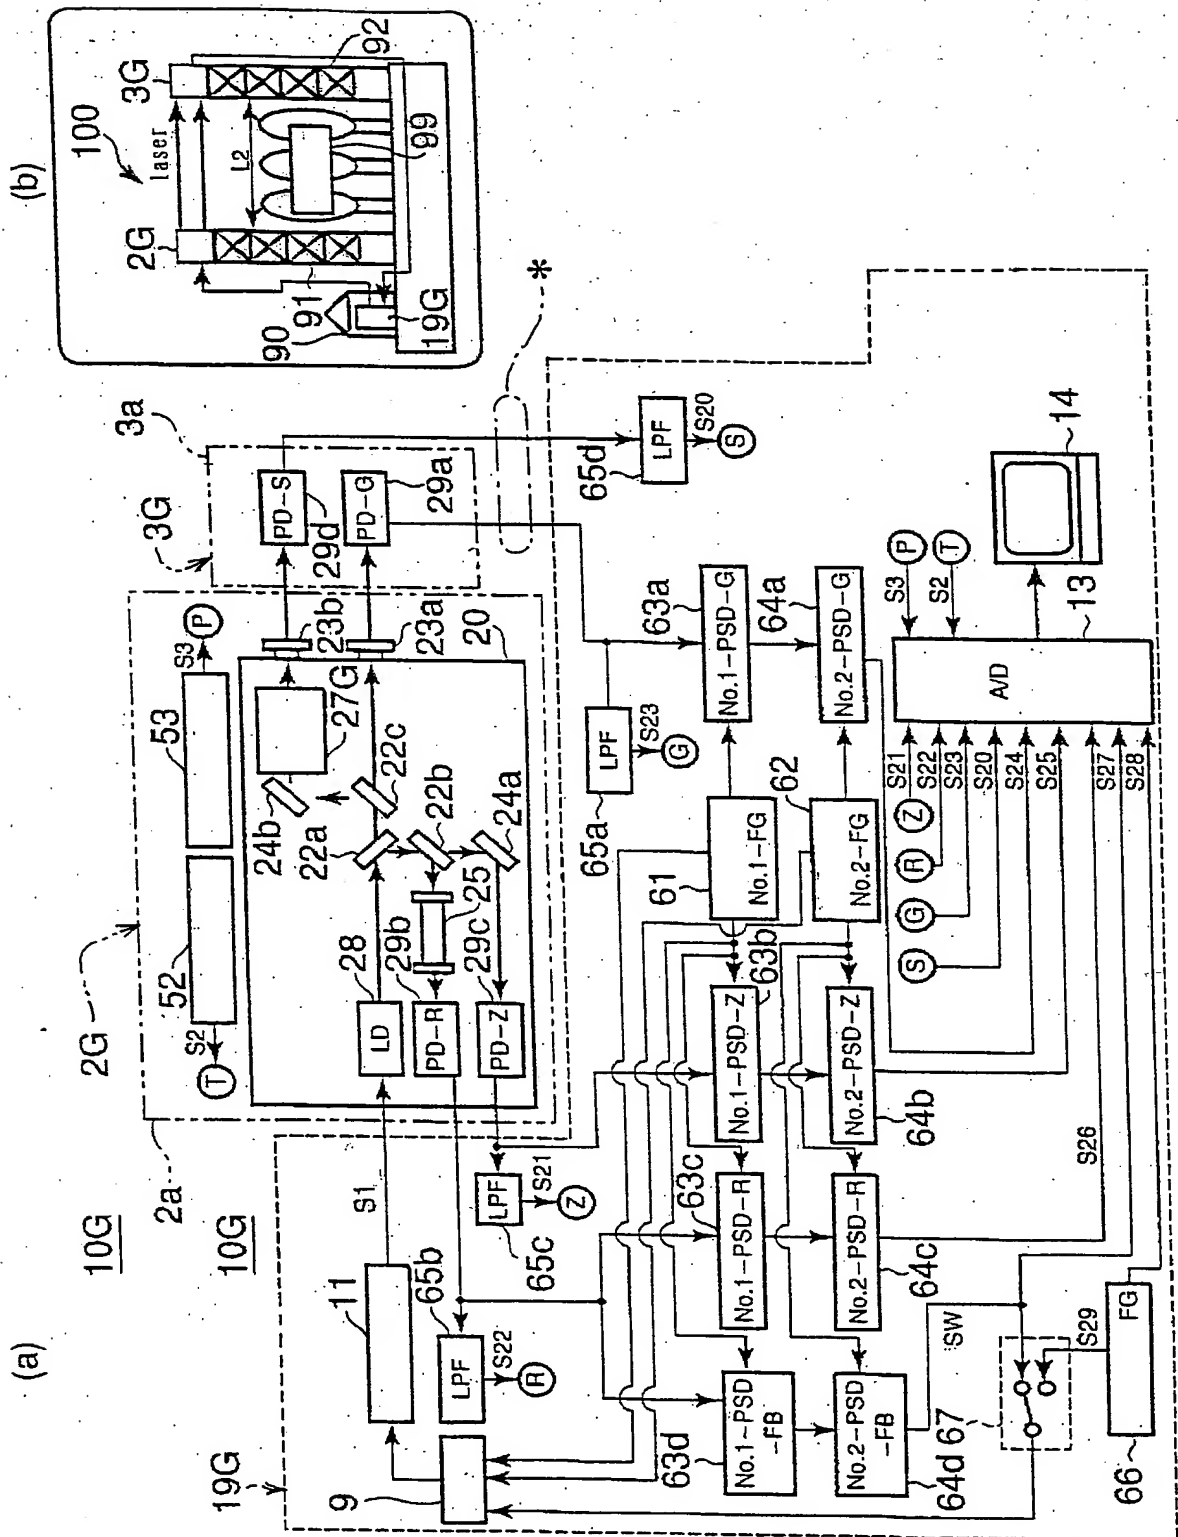 (a)
10G
10G
19G
9
11
S1
65b
LPF
S22
R
65c
LPF
S21
Z
2G
2a
52
S2
T
53
S3
P
LD
28
PD-R
29b
PD-Z
29c
25
22a
22b
22c
24a
24b
27G
23b
23a
20
3G
3a
PD-S
29d
PD-G
29a
*
65d
LPF
S20
S
65a
LPF
S23
G
61
No.1-FG
62
No.2-FG
63a
No.1-PSD-G
64a
No.2-PSD-G
63b
No.1-PSD-Z
64b
No.2-PSD-Z
63c
No.1-PSD-R
64c
No.2-PSD-R
63d
No.1-PSD
-FB
64d
No.2-PSD
-FB
SW
67
S29
FG
66
S26
Z
R
G
S
S21
S22
S23
S20
S24
S25
S27
S28
A/D
13
S3
P
S2
T
14
(b)
100
laser
2G
3G
L2
90
91
92
19G
99